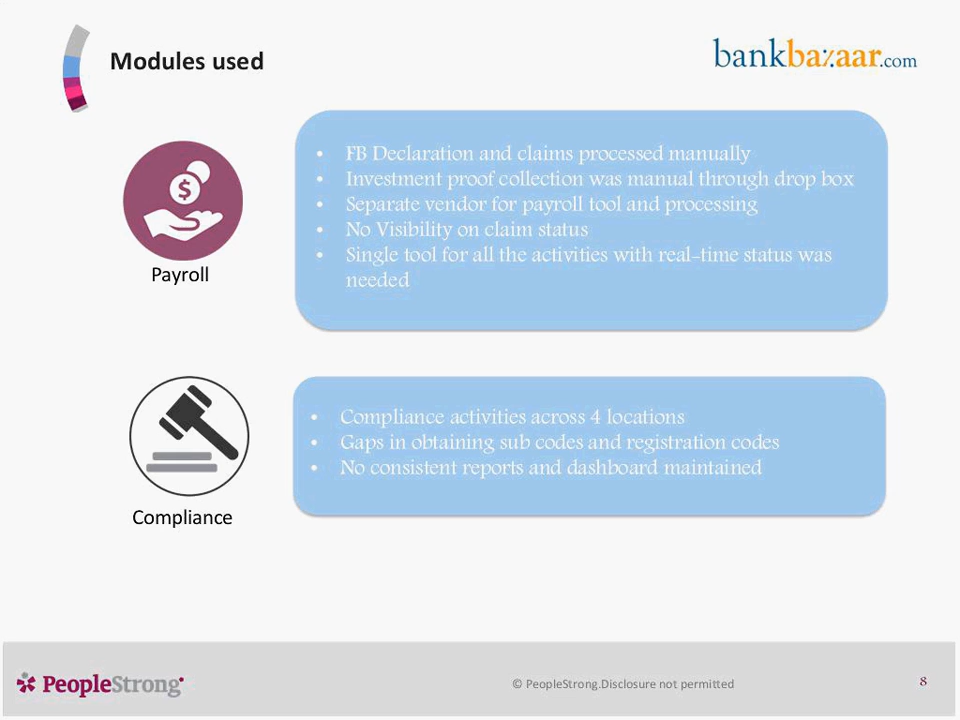 Modules used
bankbazaar.com
• FB Declaration and claims processed manually
• Investment proof collection was manual through drop box
• Separate vendor for payroll tool and processing
• No Visibility on claim status
• Single tool for all the activities with real-time status was
needed
$
Payroll
• Compliance activities across 4 locations
• Gaps in obtaining sub codes and registration codes
• No consistent reports and dashboard maintained
Compliance
PeopleStrong
© PeopleStrong.Disclosure not permitted
8